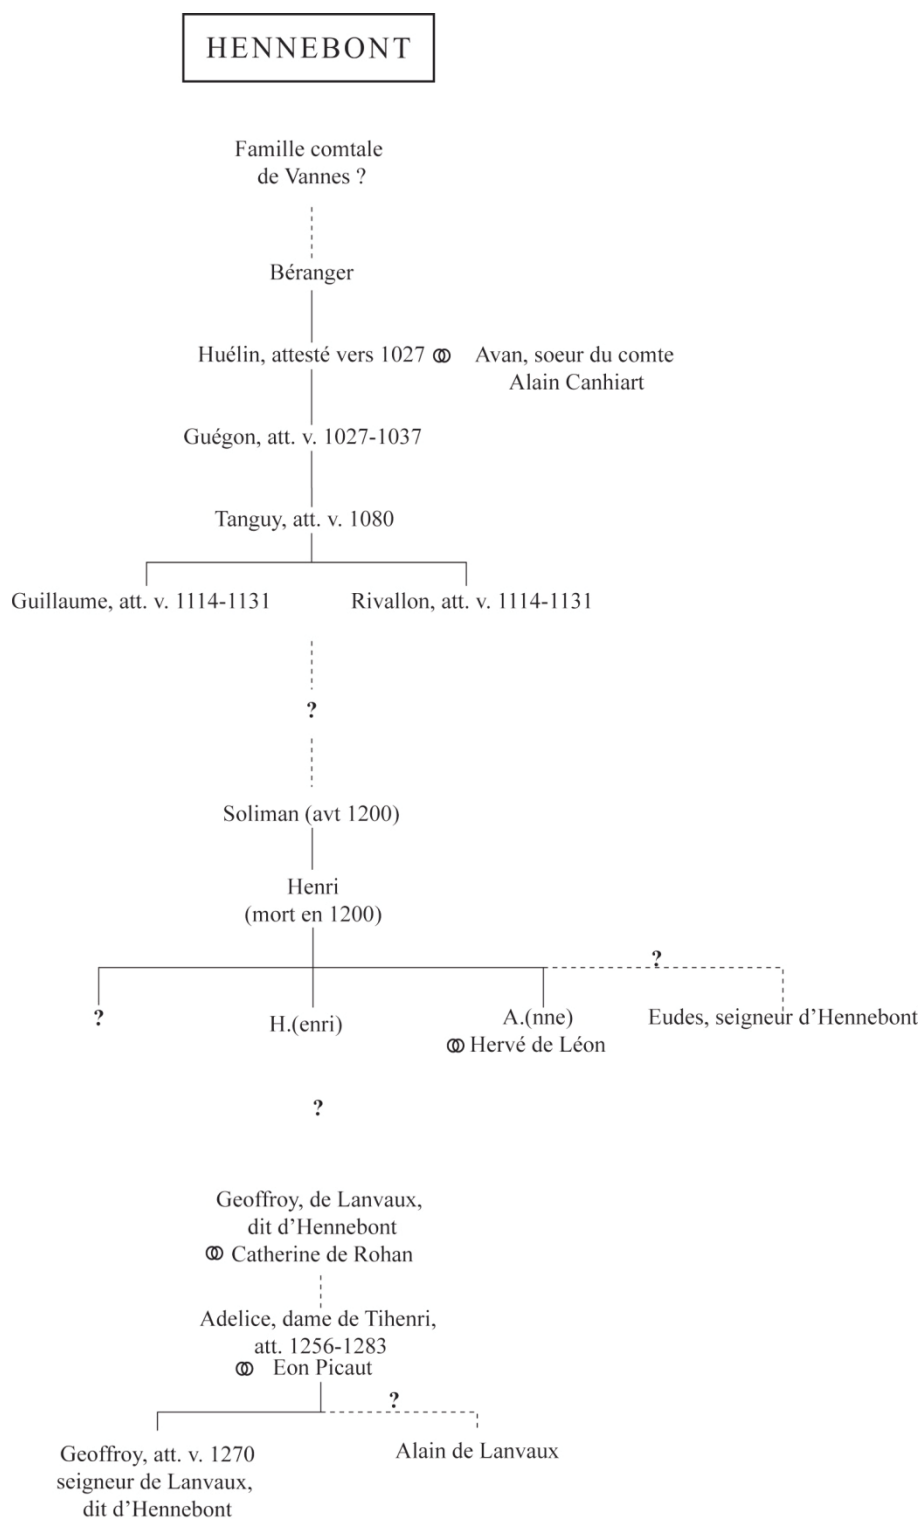 HENNEBONT
Famille comtale
de Vannes ?
Béranger
Huélin, attesté vers 1027 Avan, soeur du comte
Alain Canhiart
Guégon, att. v. 1027-1037
Tanguy, att. v. 1080
Guillaume, att. v. 1114-1131 Rivallon, att. v. 1114-1131
?
Soliman (avt 1200)
Henri
(mort en 1200)
?
? H.(enri) A.(nne) Eudes, seigneur d’Hennebont
Hervé de Léon
?
Geoffroy, de Lanvaux,
dit d’Hennebont
Catherine de Rohan
Adelice, dame de Tihenri,
att. 1256-1283
Eon Picaut
?
Geoffroy, att. v. 1270 Alain de Lanvaux
seigneur de Lanvaux,
dit d’Hennebont